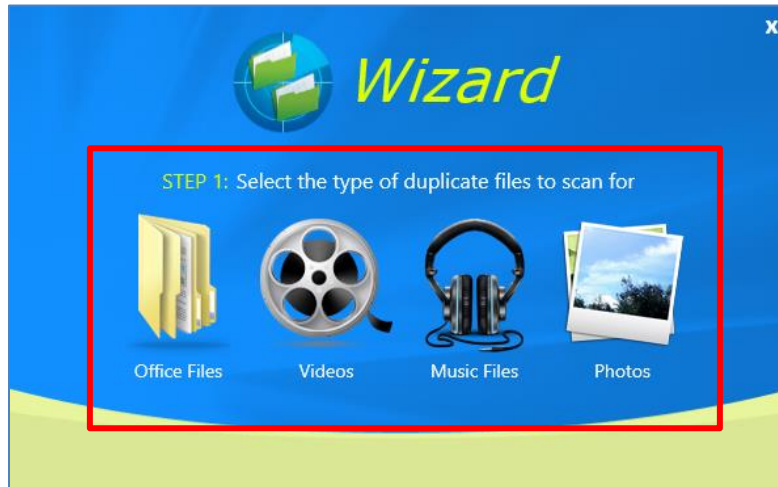 X
Wizard
STEP 1: Select the type of duplicate files to scan for
Office Files Videos Music Files Photos